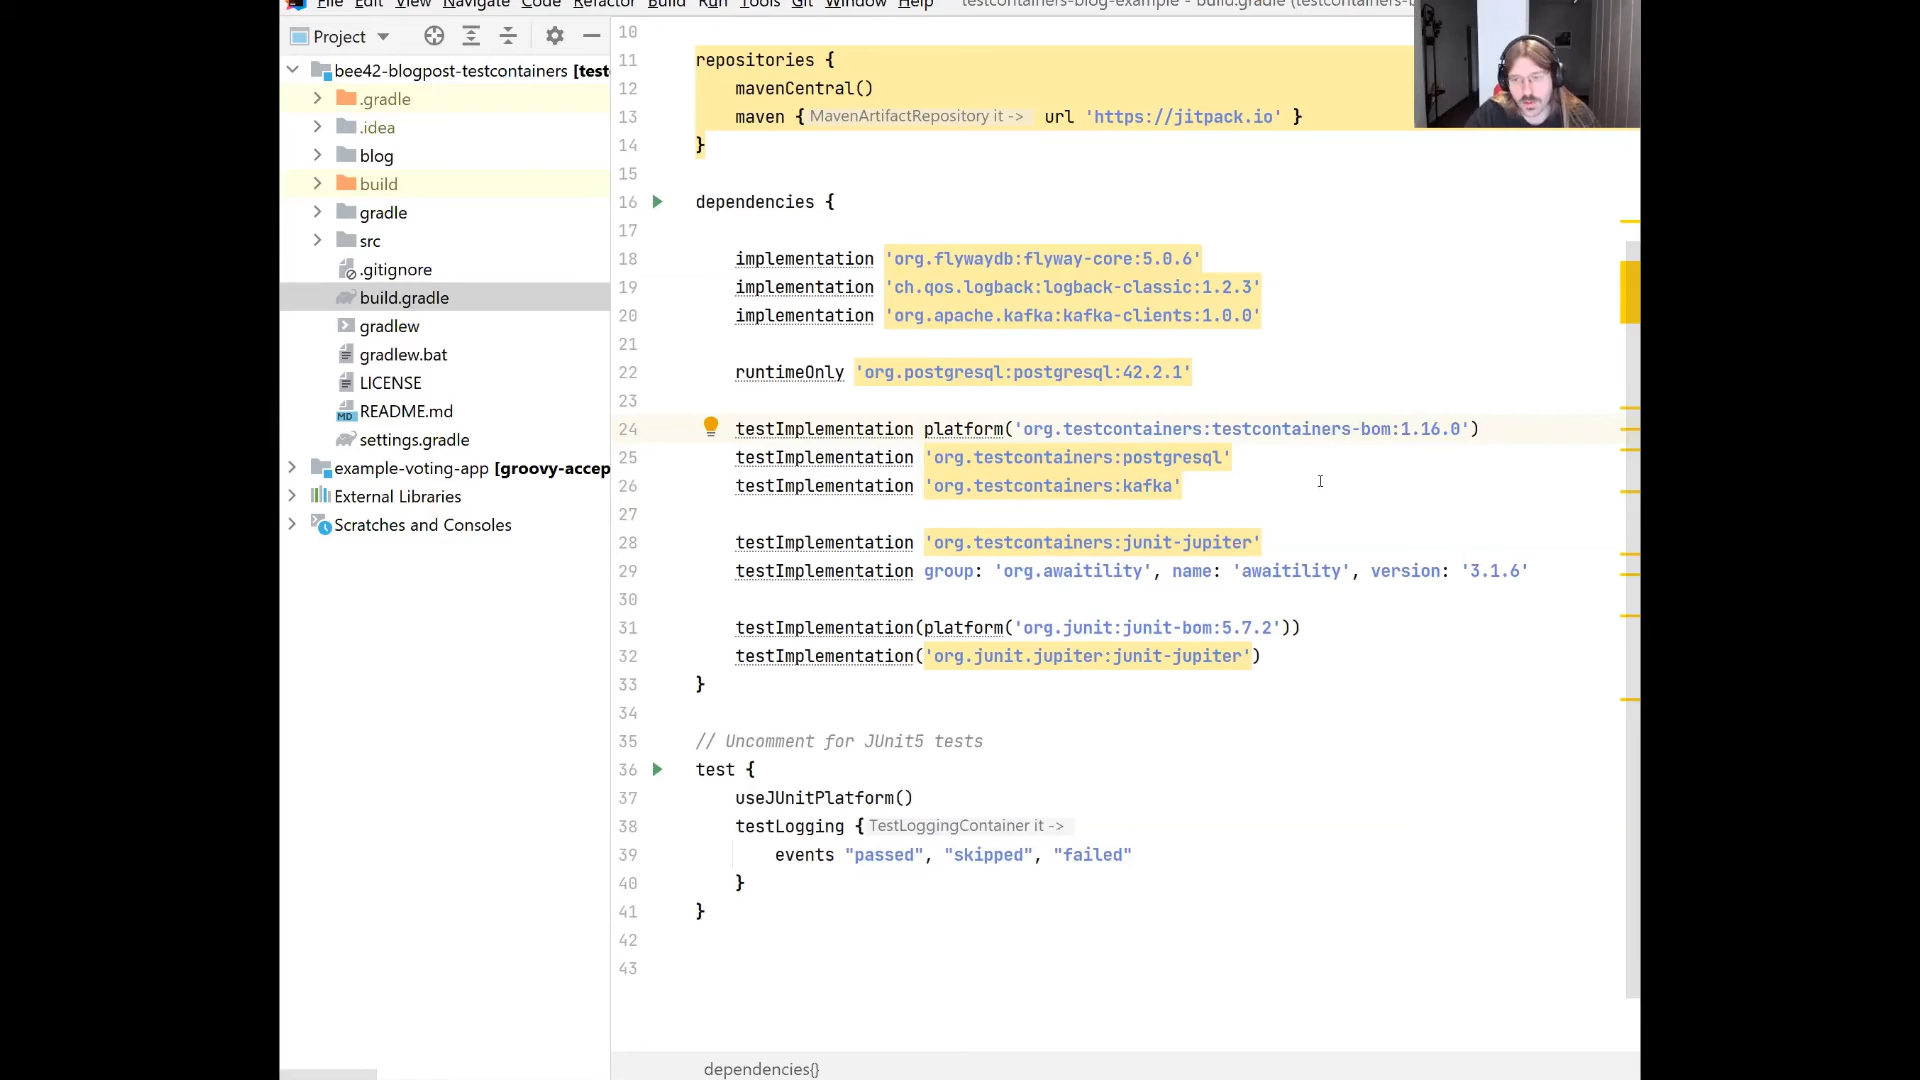 File Edit View Navigate Code Refactor Build Run Tools Git Window Help testcontainers-blog-example - build.gradle (testcontainers-b
Project
bee42-blogpost-testcontainers [test
.gradle
.idea
blog
build
gradle
src
.gitignore
build.gradle
gradlew
gradlew.bat
LICENSE
README.md
settings.gradle
example-voting-app [groovy-accep
External Libraries
Scratches and Consoles
10
11 repositories {
12 mavenCentral()
13 maven { MavenArtifactRepository it -> url 'https://jitpack.io' }
14 }
15
16 dependencies {
17
18 implementation 'org.flywaydb:flyway-core:5.0.6'
19 implementation 'ch.qos.logback:logback-classic:1.2.3'
20 implementation 'org.apache.kafka:kafka-clients:1.0.0'
21
22 runtimeOnly 'org.postgresql:postgresql:42.2.1'
23
24 testImplementation platform('org.testcontainers:testcontainers-bom:1.16.0')
25 testImplementation 'org.testcontainers:postgresql'
26 testImplementation 'org.testcontainers:kafka'
27
28 testImplementation 'org.testcontainers:junit-jupiter'
29 testImplementation group: 'org.awaitility', name: 'awaitility', version: '3.1.6'
30
31 testImplementation(platform('org.junit:junit-bom:5.7.2'))
32 testImplementation('org.junit.jupiter:junit-jupiter')
33 }
34
35 // Uncomment for JUnit5 tests
36 test {
37 useJUnitPlatform()
38 testLogging { TestLoggingContainer it ->
39 events "passed", "skipped", "failed"
40 }
41 }
42
43
dependencies{}